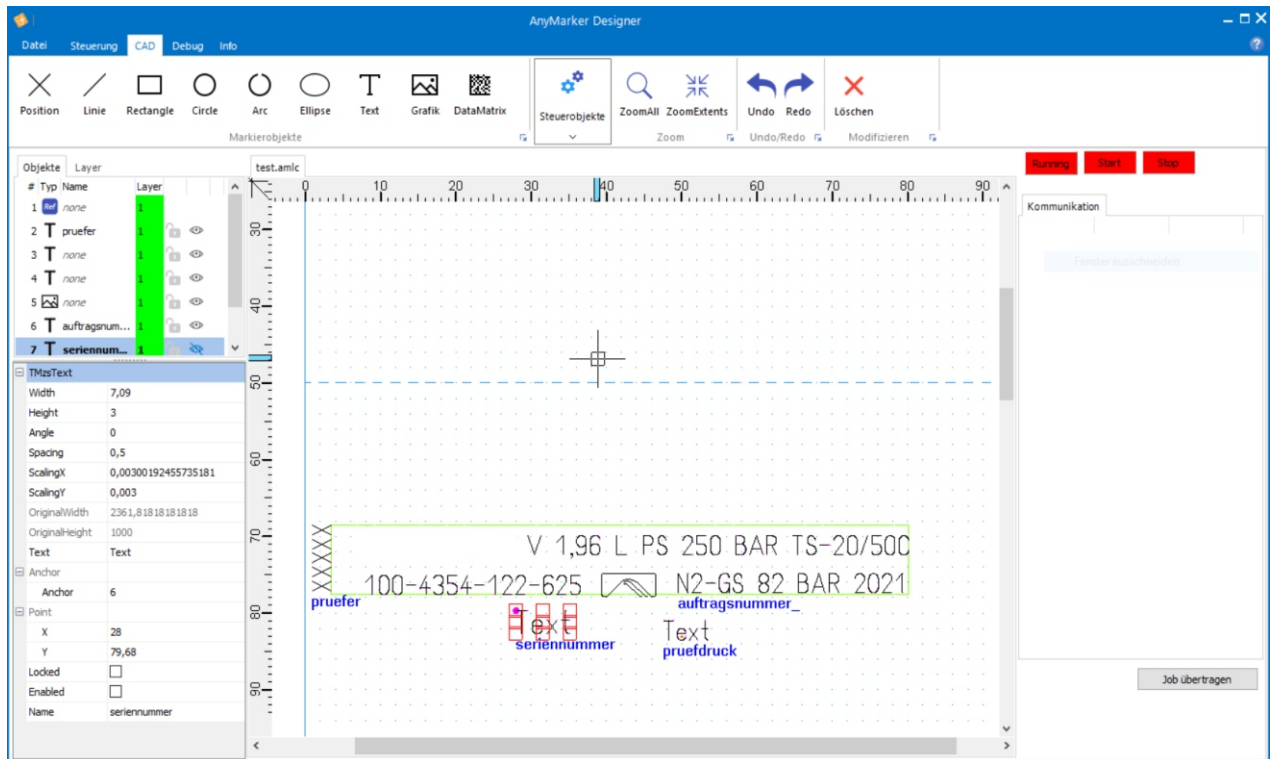 AnyMarker Designer
Datei Steuerung CAD Debug Info
Position Linie Rectangle Circle Arc Ellipse Text Grafik DataMatrix Steuerobjekte ZoomAll ZoomExtents Undo Redo Löschen
Markierobjekte Zoom Undo/Redo Modifizieren
Objekte Layer
# Typ Name Layer
1 Ref none 1
2 T pruefer 1
3 T none 1
4 T none 1
5 none 1
6 T auftragsnum... 1
7 T seriennum... 1
TMzsText
Width 7,09
Height 3
Angle 0
Spacing 0,5
ScalingX 0,00300192455735181
ScalingY 0,003
OriginalWidth 2361,81818181818
OriginalHeight 1000
Text Text
Anchor
Anchor 6
Point
X 28
Y 79,68
Locked
Enabled
Name seriennummer
test.amlc
0 10 20 30 40 50 60 70 80 90
30
40
50
60
70
80
90
V 1,96 L PS 250 BAR TS-20/50C
XXXXXX
100-4354-122-625 N2-GS 82 BAR 2021
pruefer
auftragsnummer_
Text
seriennummer
Text
pruefdruck
Running Start Stop
Kommunikation
Fenster ausschneiden
Job übertragen